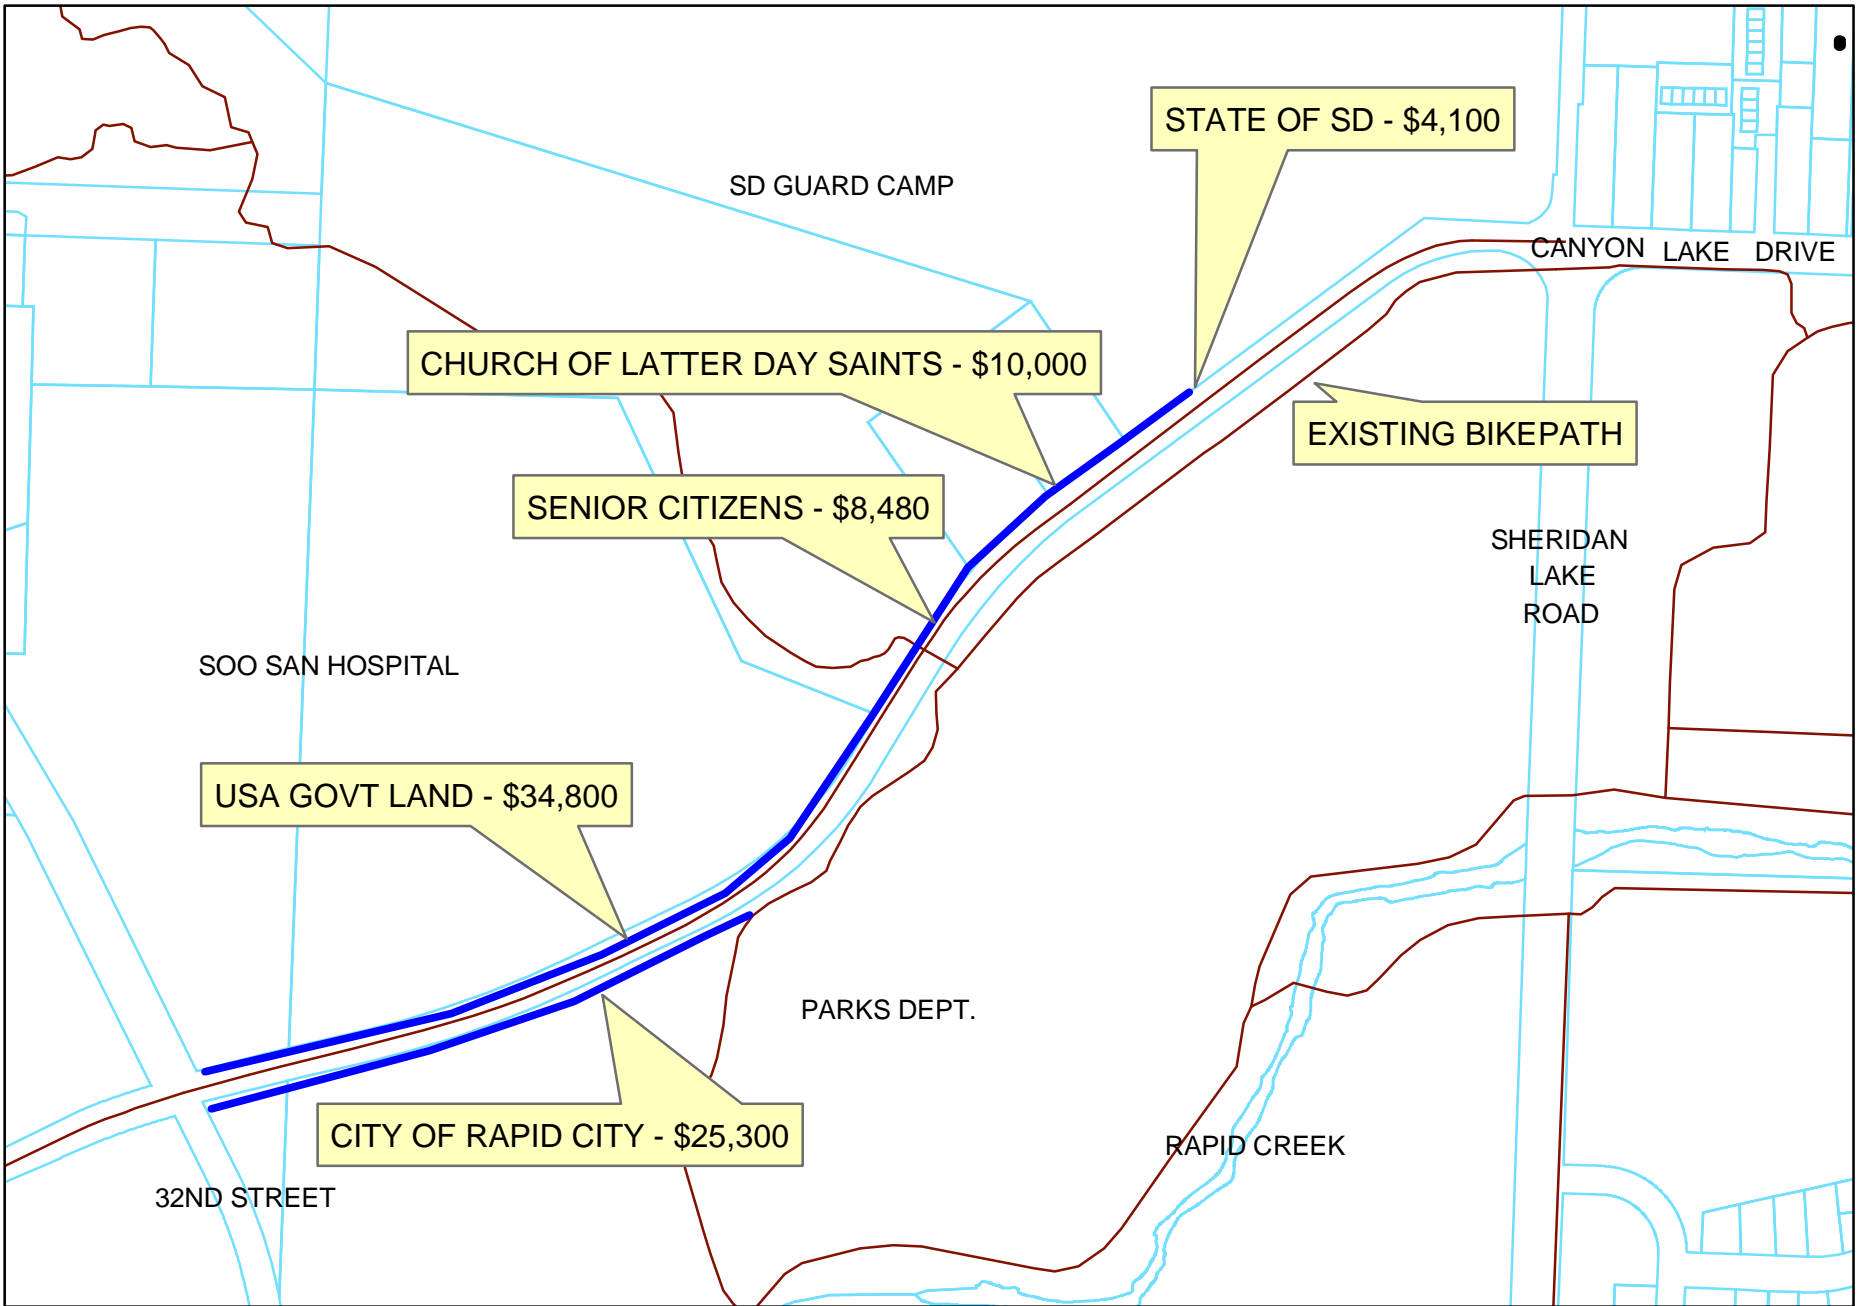 STATE OF SD - $4,100
SD GUARD CAMP
CANYON LAKE DRIVE
CHURCH OF LATTER DAY SAINTS - $10,000
EXISTING BIKEPATH
SENIOR CITIZENS - $8,480
SHERIDAN
LAKE
ROAD
SOO SAN HOSPITAL
USA GOVT LAND - $34,800
PARKS DEPT.
CITY OF RAPID CITY - $25,300
RAPID CREEK
32ND STREET